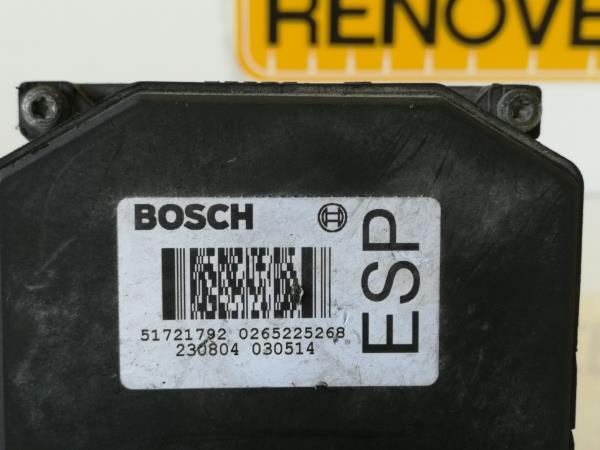 RENOVE
BOSCH
ESP
51721792 0265225268
230804 030514